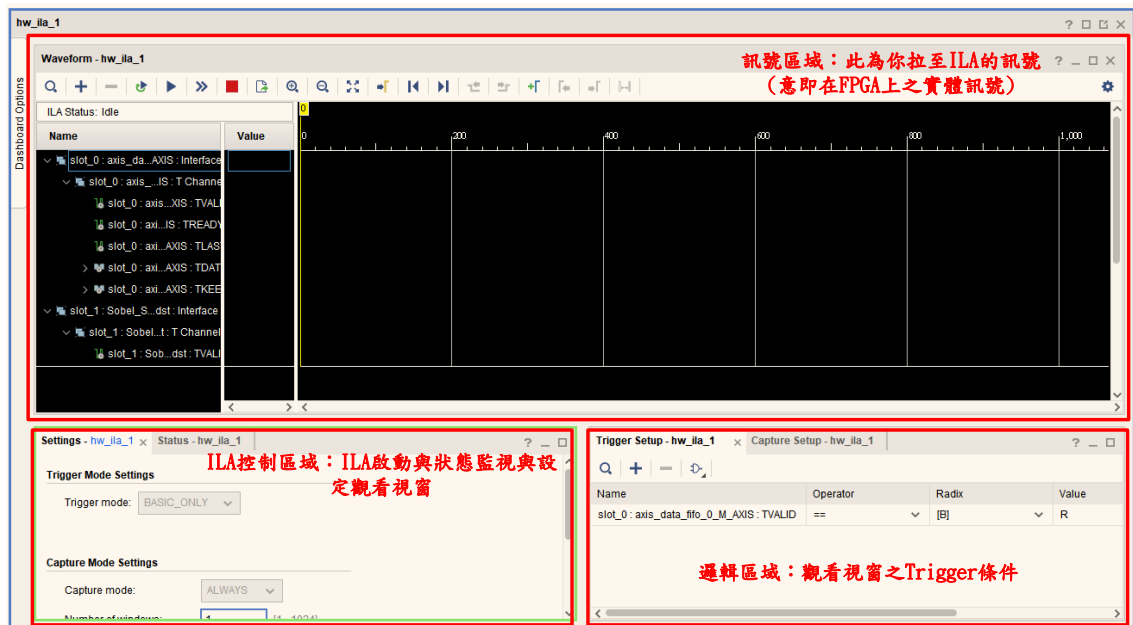 hw_ila_1
Dashboard Options
Waveform - hw_ila_1
訊號區域：此為你拉至ILA的訊號
(意即在FPGA上之實體訊號)
ILA Status: Idle
0
Name
Value
0
200
400
600
800
1,000
slot_0 : axis_da...AXIS : Interface
slot_0 : axis_...IS : T Channe
slot_0 : axis...XIS : TVALI
slot_0 : axi...IS : TREADY
slot_0 : axi...AXIS : TLAS
slot_0 : axi...AXIS : TDAT
slot_0 : axi...AXIS : TKEE
slot_1 : Sobel_S...dst : Interface
slot_1 : Sobel...t : T Channel
slot_1 : Sob...dst : TVALI
Settings - hw_ila_1
Status - hw_ila_1
ILA控制區域：ILA啟動與狀態監視與設
定觀看視窗
Trigger Mode Settings
Trigger mode: BASIC_ONLY
Capture Mode Settings
Capture mode: ALWAYS
Number of windows: 1 [1 - 1024]
Trigger Setup - hw_ila_1
Capture Setup - hw_ila_1
Name
Operator
Radix
Value
slot_0 : axis_data_fifo_0_M_AXIS : TVALID
==
[B]
R
邏輯區域：觀看視窗之Trigger條件